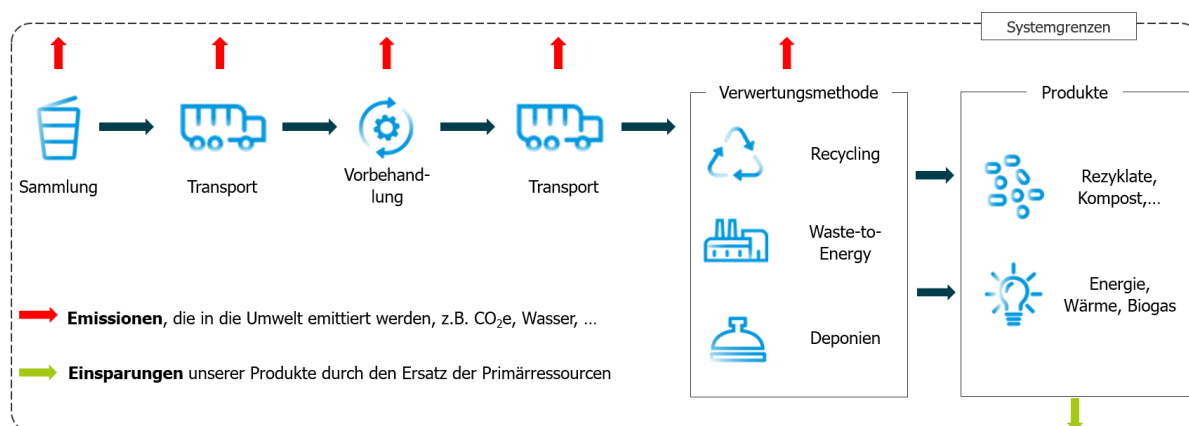 Systemgrenzen
Sammlung
Transport
Vorbehand-
lung
Transport
Verwertungsmethode
Recycling
Waste-to-
Energy
Deponien
Produkte
Rezyklate,
Kompost,...
Energie,
Wärme, Biogas
Emissionen, die in die Umwelt emittiert werden, z.B. CO₂e, Wasser, ...
Einsparungen unserer Produkte durch den Ersatz der Primärressourcen